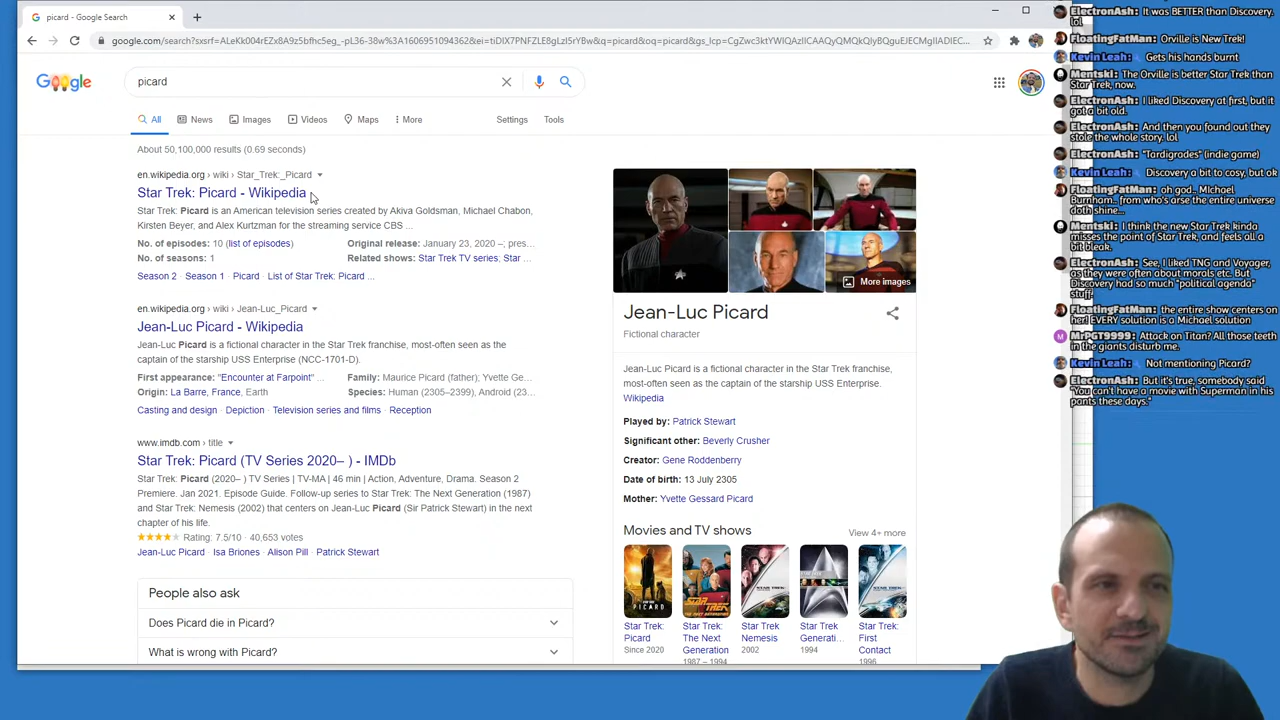 picard - Google Search
google.com/search?sxsrf=ALeKk004rEZx8A9z5bfhc5eg_-pL
picard
All
News
Images
Videos
Maps
More
Settings
Tools
About 50,100,000 results (0.69 seconds)
en.wikipedia.org › wiki › Star_Trek:_Picard
Star Trek: Picard - Wikipedia
Star Trek: Picard is an American television series created by Akiva Goldsman, Michael Chabon,
Kirsten Beyer, and Alex Kurtzman for the streaming service CBS ...
No. of episodes: 10 (list of episodes)
Original release: January 23, 2020 –; pres...
No. of seasons: 1
Related shows: Star Trek TV series; Star ...
Season 2 · Season 1 · Picard · List of Star Trek: Picard ...
en.wikipedia.org › wiki › Jean-Luc_Picard
Jean-Luc Picard - Wikipedia
Jean-Luc Picard is a fictional character in the Star Trek franchise, most-often seen as the
captain of the starship USS Enterprise (NCC-1701-D).
First appearance: "Encounter at Farpoint" ...
Family: Maurice Picard (father); Yvette Ge...
Origin: La Barre, France, Earth
Species: Human (2305–2399), Android (23...
Casting and design · Depiction · Television series and films · Reception
www.imdb.com › title
Star Trek: Picard (TV Series 2020– ) - IMDb
Star Trek: Picard (2020– ) TV Series | TV-MA | 46 min | Action, Adventure, Drama. Season 2
Premiere. Jan 2021. Episode Guide. Follow-up series to Star Trek: The Next Generation (1987)
and Star Trek: Nemesis (2002) that centers on Jean-Luc Picard (Sir Patrick Stewart) in the next
chapter of his life.
Rating: 7.5/10 · 40,653 votes
Jean-Luc Picard · Isa Briones · Alison Pill · Patrick Stewart
People also ask
Does Picard die in Picard?
What is wrong with Picard?
More images
Jean-Luc Picard
Fictional character
Jean-Luc Picard is a fictional character in the Star Trek franchise,
most-often seen as the captain of the starship USS Enterprise.
Wikipedia
Played by: Patrick Stewart
Significant other: Beverly Crusher
Creator: Gene Roddenberry
Date of birth: 13 July 2305
Mother: Yvette Gessard Picard
Movies and TV shows
View 4+ more
Star Trek:
Picard
Since 2020
Star Trek:
The Next
Generation
1987 – 1994
Star Trek
Nemesis
2002
Star Trek
Generati...
1994
Star Trek:
First
Contact
1996
ElectronAsh: It was BETTER than Discovery.
lol
FloatingFatMan: Orville is New Trek!
Kevin Leah: Gets his hands burnt
Mentski: The Orville is better Star Trek than
Star Trek, now.
ElectronAsh: I liked Discovery at first, but it
got a bit old.
ElectronAsh: And then you found out they
stole the whole story. lol
ElectronAsh: "Tardigrades" (indie game)
Kevin Leah: Discovery a bit to cosy, but ok
FloatingFatMan: oh god.. MIchael
Burnham.. from who's arse the entire universe
doth shine...
Mentski: I think the new Star Trek kinda
misses the point of Star Trek, and feels all a
bit bleak.
ElectronAsh: See, I liked TNG and Voyager,
as they were often about morals etc. But
Discovery had so much "political agenda"
stuff.
FloatingFatMan: the entire show centers on
her! EVERY solution is a Michael solution
MrPGT9999: Attack on Titan? All those teeth
in the giants disturb me.
Kevin Leah: Not mentioning Picard?
ElectronAsh: But it's true, somebody said
"You can't have a movie with Superman in his
pants these days."